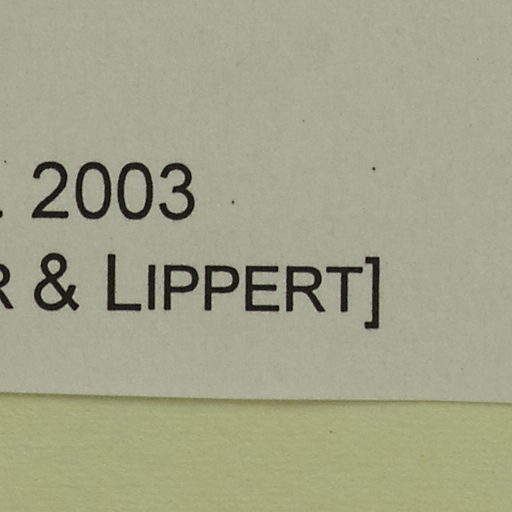 . 2003
R & LIPPERT]